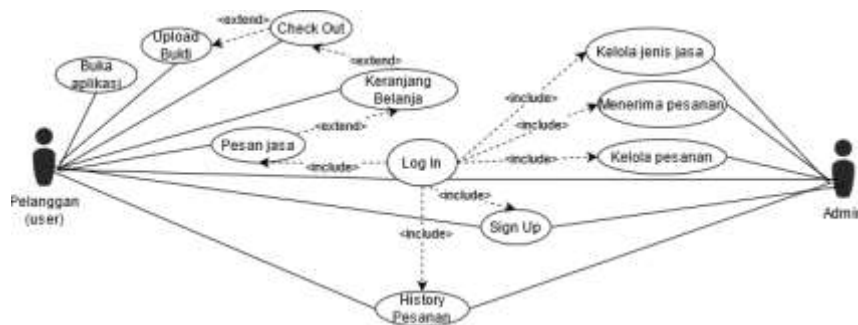 <extend>
Check Out
Upload
Bukti
<extend>
Kelola jenis jasa
Buka
aplikasi
Keranjang
Belanja
<include>
Menerima pesanan
<extend>
<include>
Pesan jasa
Log In
<include>
Kelola pesanan
<include>
<include>
Pelanggan
(user)
Admin
Sign Up
<include>
History
Pesanan